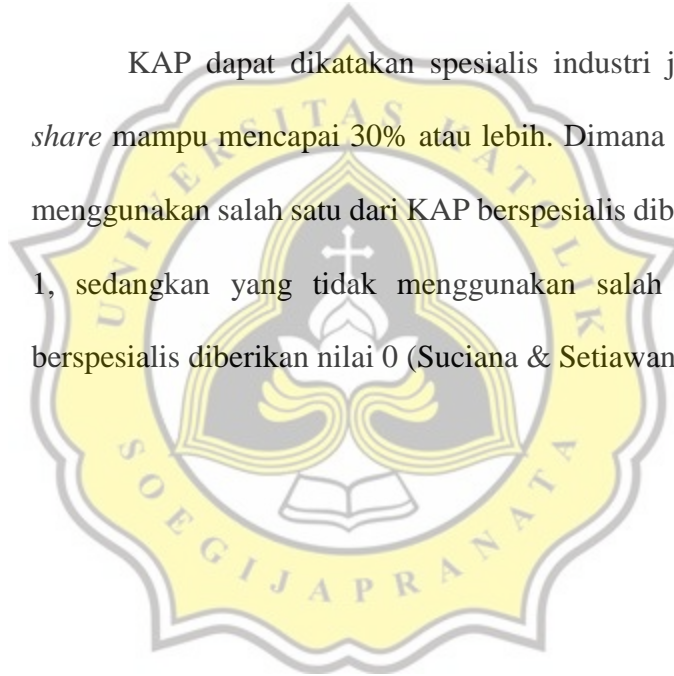 KAP dapat dikatakan spesialis industri j
share mampu mencapai 30% atau lebih. Dimana
menggunakan salah satu dari KAP berspesialis dib
1, sedangkan yang tidak menggunakan salah
berspesialis diberikan nilai 0 (Suciana & Setiawan
UNIVERSITAS KATOLIK
SOEGIJAPRANATA